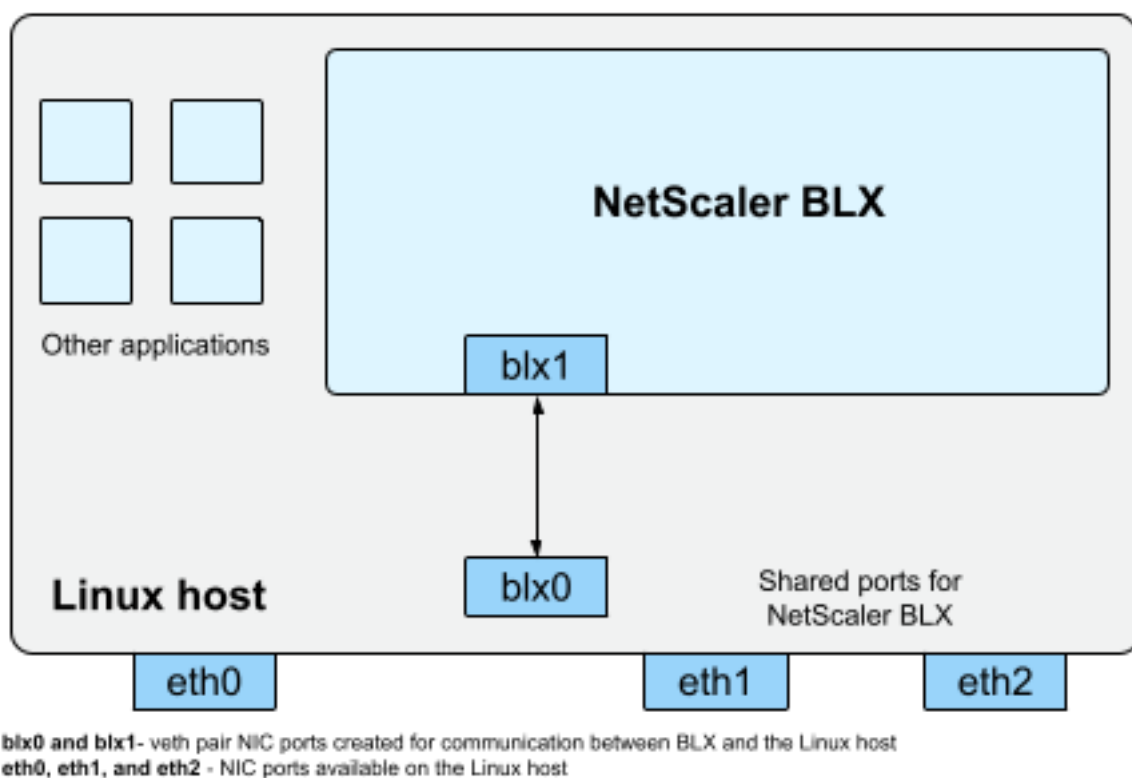 NetScaler BLX
Other applications
blx1
blx0
Linux host
Shared ports for
NetScaler BLX
eth0
eth1
eth2
blx0 and blx1- veth pair NIC ports created for communication between BLX and the Linux host
eth0, eth1, and eth2 - NIC ports available on the Linux host